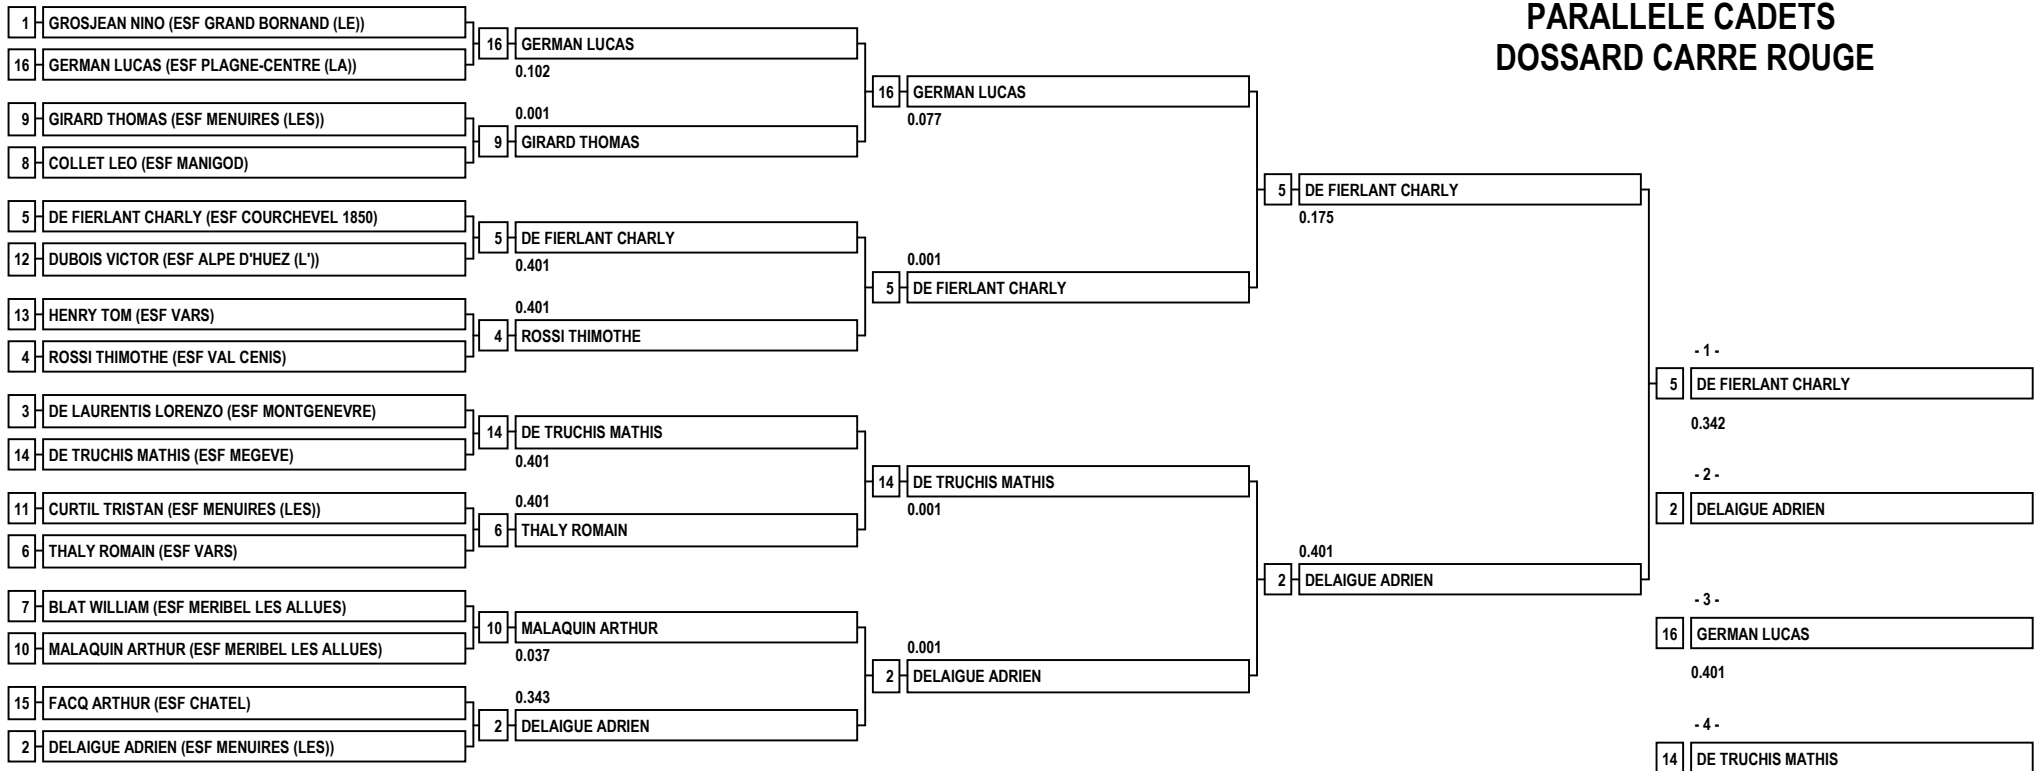 PARALLELE CADETS
DOSSARD CARRE ROUGE
1 GROSJEAN NINO (ESF GRAND BORNAND (LE))
16 GERMAN LUCAS (ESF PLAGNE-CENTRE (LA))
9 GIRARD THOMAS (ESF MENUIRES (LES))
8 COLLET LEO (ESF MANIGOD)
5 DE FIERLANT CHARLY (ESF COURCHEVEL 1850)
12 DUBOIS VICTOR (ESF ALPE D'HUEZ (L'))
13 HENRY TOM (ESF VARS)
4 ROSSI THIMOTHE (ESF VAL CENIS)
3 DE LAURENTIS LORENZO (ESF MONTGENEVRE)
14 DE TRUCHIS MATHIS (ESF MEGEVE)
11 CURTIL TRISTAN (ESF MENUIRES (LES))
6 THALY ROMAIN (ESF VARS)
7 BLAT WILLIAM (ESF MERIBEL LES ALLUES)
10 MALAQUIN ARTHUR (ESF MERIBEL LES ALLUES)
15 FACQ ARTHUR (ESF CHATEL)
2 DELAIGUE ADRIEN (ESF MENUIRES (LES))
16 GERMAN LUCAS
0.102
0.001
9 GIRARD THOMAS
5 DE FIERLANT CHARLY
0.401
0.401
4 ROSSI THIMOTHE
14 DE TRUCHIS MATHIS
0.401
0.401
6 THALY ROMAIN
10 MALAQUIN ARTHUR
0.037
0.343
2 DELAIGUE ADRIEN
16 GERMAN LUCAS
0.077
0.001
5 DE FIERLANT CHARLY
14 DE TRUCHIS MATHIS
0.001
0.001
2 DELAIGUE ADRIEN
5 DE FIERLANT CHARLY
0.175
0.401
2 DELAIGUE ADRIEN
- 1 -
5 DE FIERLANT CHARLY
0.342
- 2 -
2 DELAIGUE ADRIEN
- 3 -
16 GERMAN LUCAS
0.401
- 4 -
14 DE TRUCHIS MATHIS